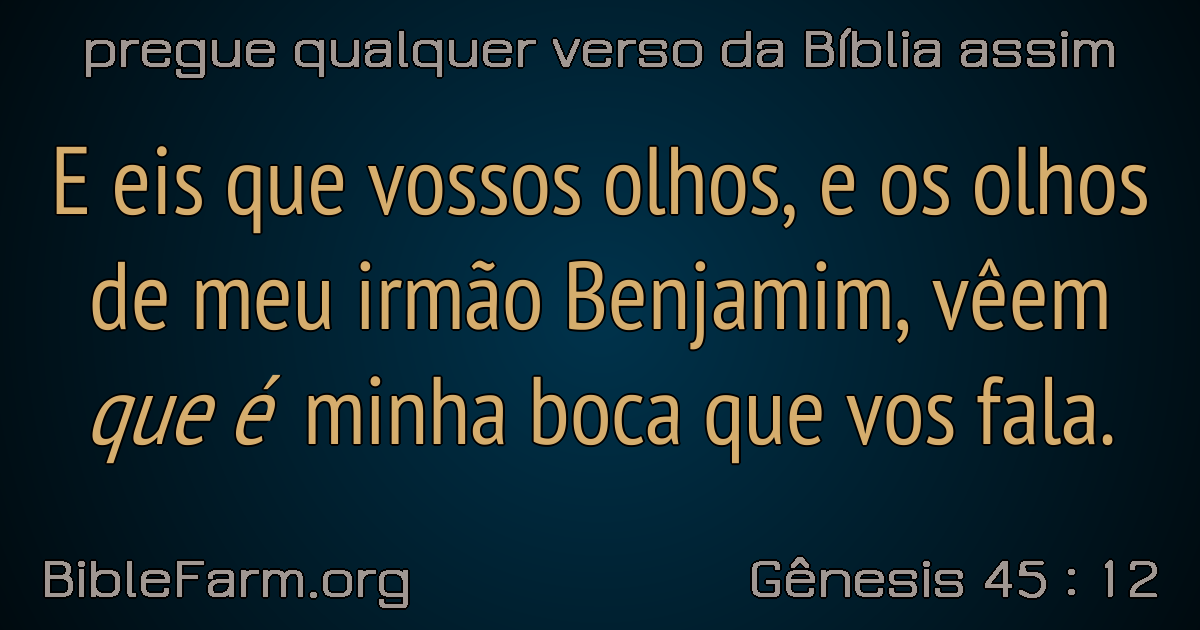 pregue qualquer verso da Bíblia assim
E eis que vossos olhos, e os olhos
de meu irmão Benjamim, vêem
que é minha boca que vos fala.
BibleFarm.org
Gênesis 45 : 12